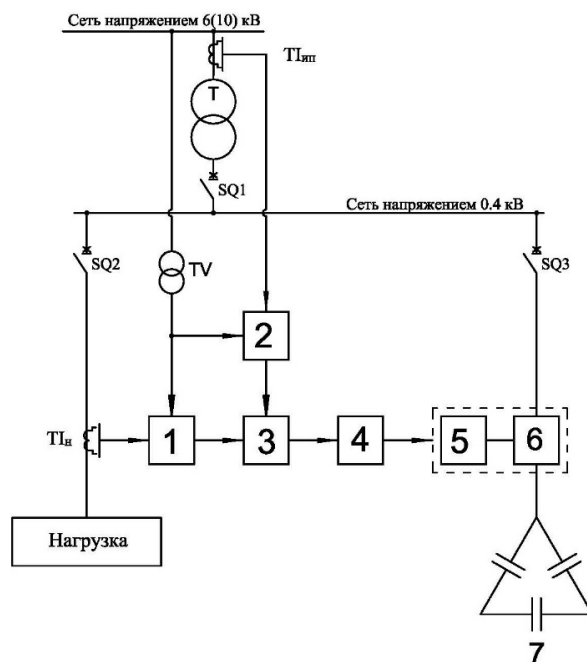 Сеть напряжением 6(10) кВ
TIип
T
SQ1
Сеть напряжением 0.4 кВ
SQ2
TV
SQ3
2
TIн
1
3
4
5
6
Нагрузка
7